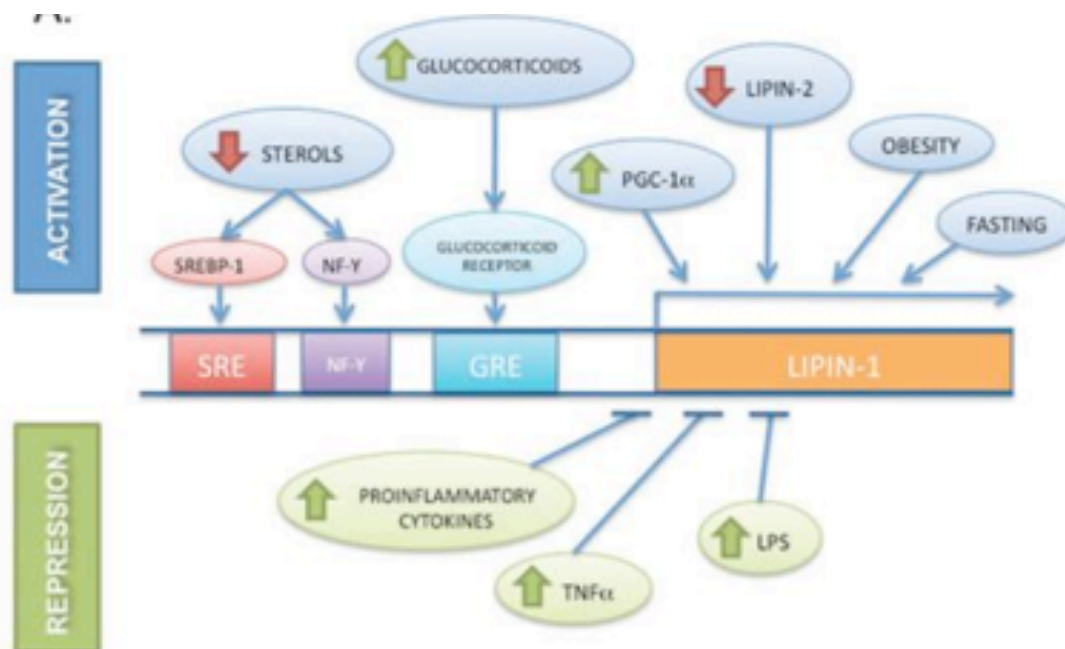 A.
ACTIVATION
GLUCOCORTICOIDS
LIPIN-2
STEROLS
OBESITY
PGC-1α
FASTING
SREBP-1
NF-Y
GLUCOCORTICOID
RECEPTOR
SRE
NF-Y
GRE
LIPIN-1
REPRESSION
PROINFLAMMATORY
CYTOKINES
LPS
TNFα